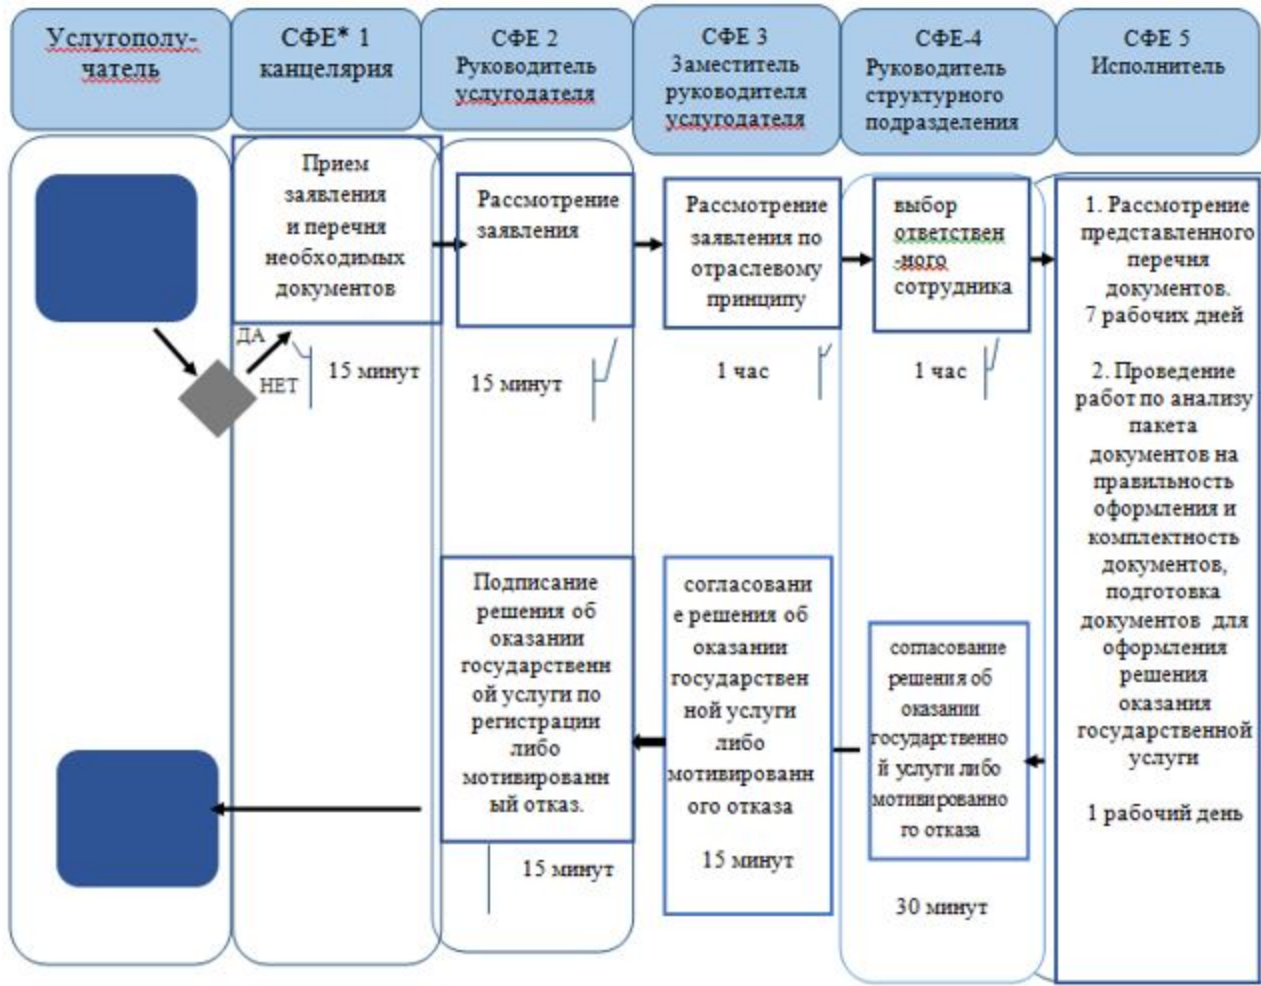 Услугополу-
чатель
СФЕ* 1
канцелярия
СФЕ 2
Руководитель
услугодателя
СФЕ 3
Заместитель
руководителя
услугодателя
СФЕ-4
Руководитель
структурного
подразделения
СФЕ 5
Исполнитель
Прием
заявления
и перечня
необходимых
документов
ДА
НЕТ
15 минут
Рассмотрение
заявления
15 минут
Рассмотрение
заявления по
отраслевому
принципу
1 час
выбор
ответствен
-ного
сотрудника
1 час
1. Рассмотрение
представленного
перечня
документов.
7 рабочих дней
2. Проведение
работ по анализу
пакета
документов на
правильность
оформления и
комплектность
документов,
подготовка
документов для
оформления
решения
оказания
государственной
услуги
1 рабочий день
Подписание
решения об
оказании
государственн
ой услуги по
регистрации
либо
мотивированн
ый отказ.
15 минут
согласовани
е решения об
оказании
государствен
ной услуги
либо
мотивированн
ого отказа
15 минут
согласование
решения об
оказании
государственно
й услуги либо
мотивированно
го отказа
30 минут